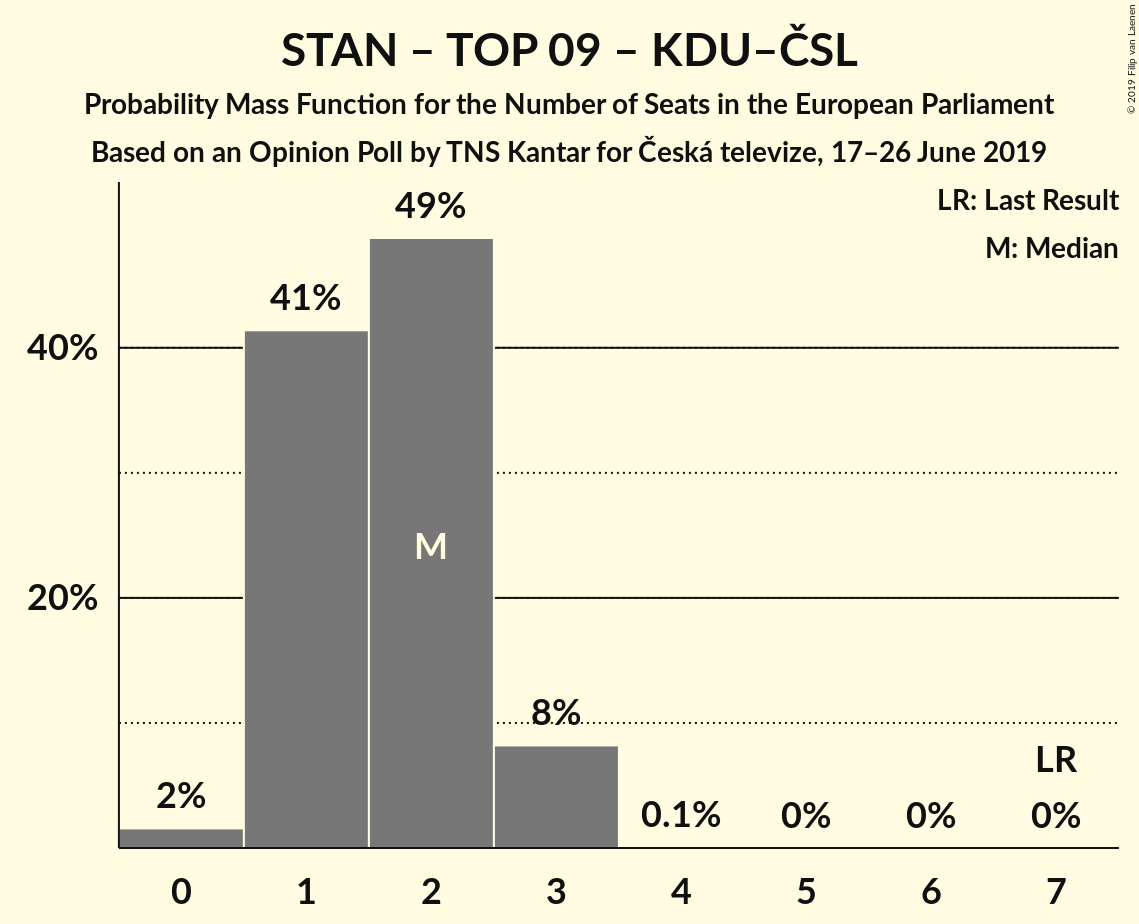 © 2019 Filip van Laenen
STAN – TOP 09 – KDU–ČSL
Probability Mass Function for the Number of Seats in the European Parliament
Based on an Opinion Poll by TNS Kantar for Česká televize, 17–26 June 2019
LR: Last Result
M: Median
49%
41%
40%
M
20%
8%
LR
2%
0.1%
0%
0%
0%
0 1 2 3 4 5 6 7